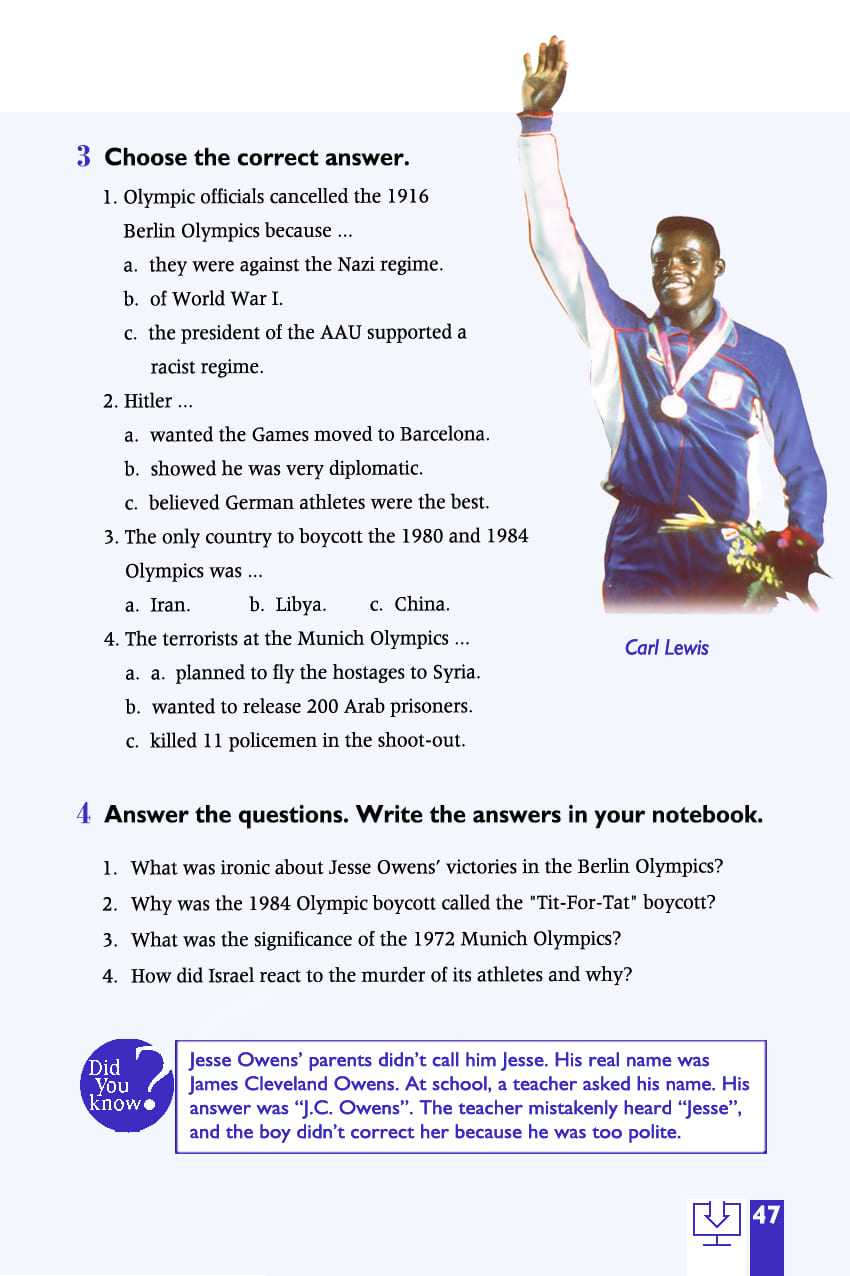 3 Choose the correct answer.
1. Olympic officials cancelled the 1916
Berlin Olympics because ...
a. they were against the Nazi regime.
b. of World War I.
c. the president of the AAU supported a
racist regime.
2. Hitler ...
a. wanted the Games moved to Barcelona.
b. showed he was very diplomatic.
c. believed German athletes were the best.
3. The only country to boycott the 1980 and 1984
Olympics was ...
a. Iran. b. Libya. c. China.
4. The terrorists at the Munich Olympics ...
a. a. planned to fly the hostages to Syria.
b. wanted to release 200 Arab prisoners.
c. killed 11 policemen in the shoot-out.
Carl Lewis
4 Answer the questions. Write the answers in your notebook.
1. What was ironic about Jesse Owens’ victories in the Berlin Olympics?
2. Why was the 1984 Olympic boycott called the "Tit-For-Tat" boycott?
3. What was the significance of the 1972 Munich Olympics?
4. How did Israel react to the murder of its athletes and why?
Did
You
know?
Jesse Owens’ parents didn’t call him Jesse. His real name was
James Cleveland Owens. At school, a teacher asked his name. His
answer was “J.C. Owens”. The teacher mistakenly heard “Jesse”,
and the boy didn’t correct her because he was too polite.
47